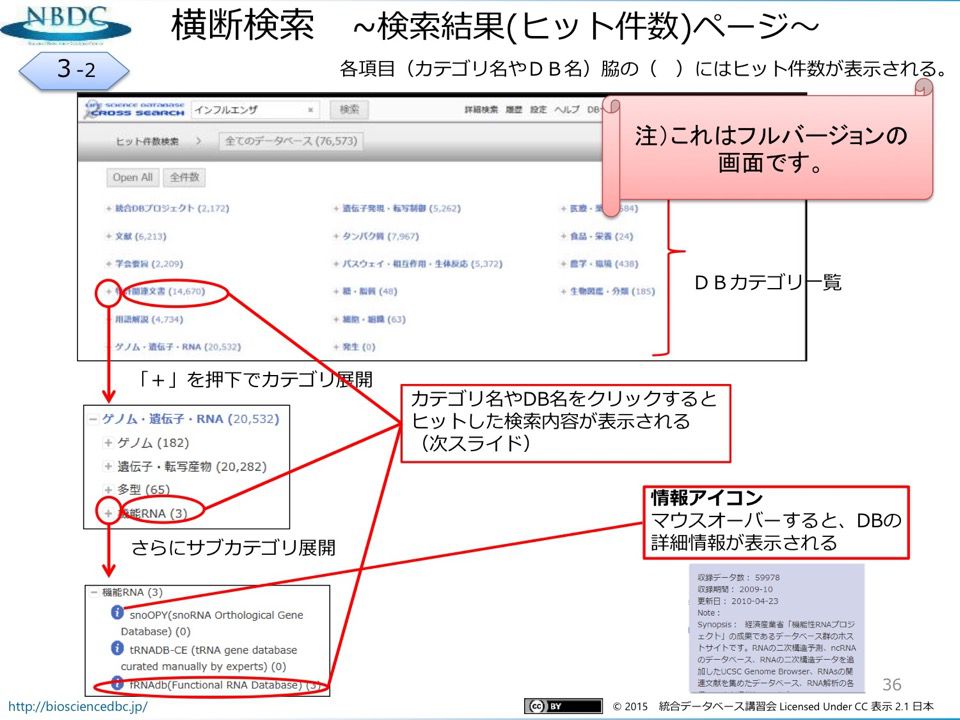 NBDC
横断検索 ~検索結果(ヒット件数)ページ~
3-2
各項目（カテゴリ名やＤＢ名）脇の（　）にはヒット件数が表示される。
SCIENCE DATABASE
CROSS SEARCH
インフルエンザ × 検索
詳細検索 履歴 設定 ヘルプ
注）これはフルバージョンの
画面です。
ヒット件数検索 > 全てのデータベース (76,573)
Open All 全件数
+ 統合DBプロジェクト (2,172) + 遺伝子発現・転写制御 (5,262) + 医療・
+ 文献 (6,213) + タンパク質 (7,967) + 食品・栄養 (24)
+ 学会要旨 (2,209) + パスウェイ・相互作用・生体反応 (5,372) + 農学・環境 (438)
関連文書 (14,670) + 糖・脂質 (48) + 生物図鑑・分類 (185)
+ 用語解説 (4,734) + 細胞・組織 (63)
+ ゲノム・遺伝子・RNA (20,532) + 発生 (0)
ＤＢカテゴリ一覧
「＋」を押下でカテゴリ展開
カテゴリ名やDB名をクリックすると
ヒットした検索内容が表示される
（次スライド）
− ゲノム・遺伝子・RNA (20,532)
+ ゲノム (182)
+ 遺伝子・転写産物 (20,282)
+ 多型 (65)
+ 機能RNA (3)
さらにサブカテゴリ展開
情報アイコン
マウスオーバーすると、DBの
詳細情報が表示される
− 機能RNA (3)
snoOPY(snoRNA Orthological Gene
Database) (0)
tRNADB-CE (tRNA gene database
curated manually by experts) (0)
fRNAdb(Functional RNA Database) (3)
収録データ数： 59978
収録期間： 2009-10
更新日： 2010-04-23
Note：
Synopsis： 経済産業省「機能性RNAプロジ
ェクト」の成果であるデータベース群のホス
トサイトです。RNAの二次構造予測、ncRNA
のデータベース、RNAの二次構造データを追
加したUCSC Genome Browser、RNAsの関
連文献を集めたデータベース、RNA解析の各
36
http://biosciencedbc.jp/
cc BY
© 2015　統合データベース講習会 Licensed Under CC 表示 2.1 日本